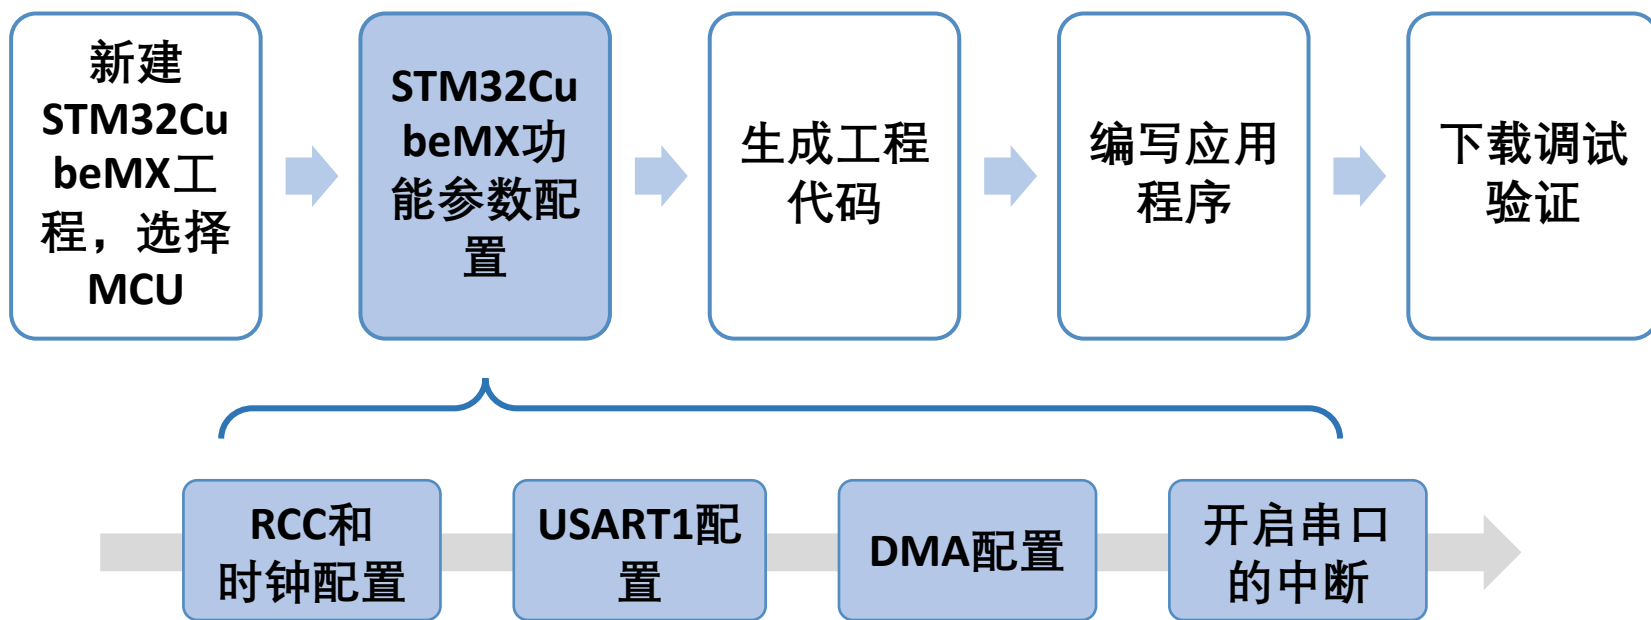 新建
STM32Cu
beMX工
程，选择
MCU
STM32Cu
beMX功
能参数配
置
生成工程
代码
编写应用
程序
下载调试
验证
RCC和
时钟配置
USART1配
置
DMA配置
开启串口
的中断